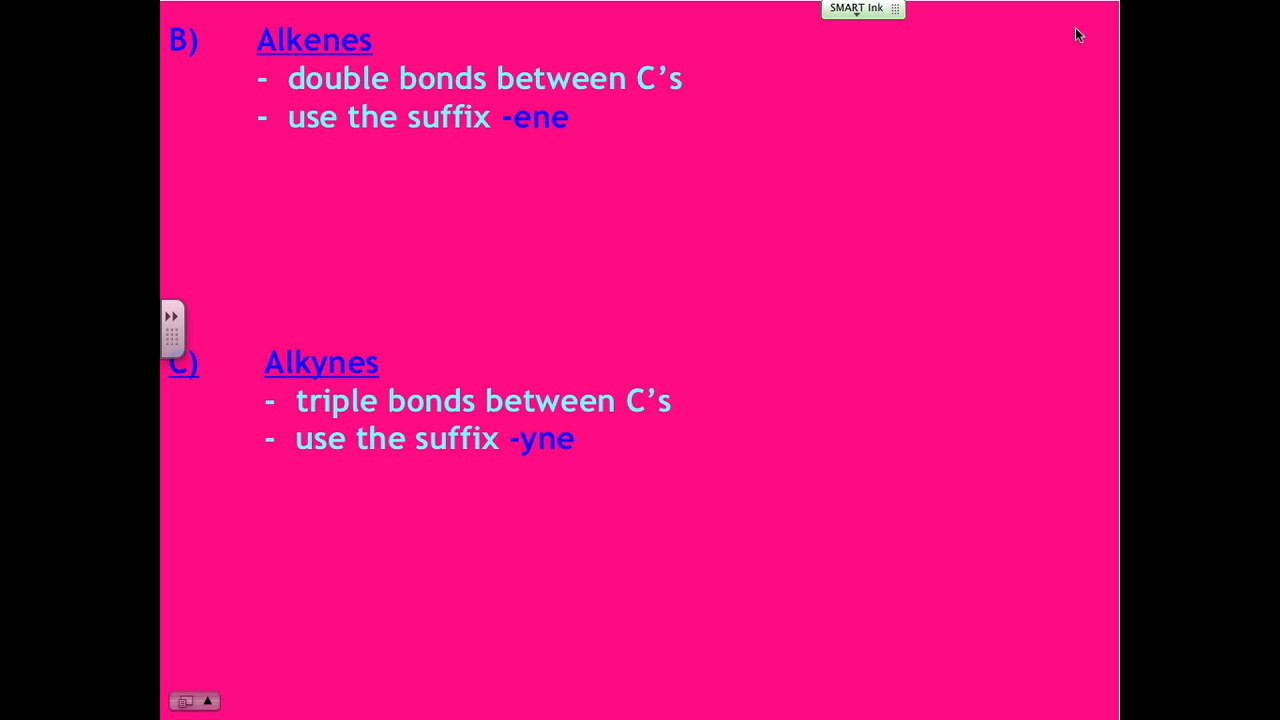 SMART Ink
B) Alkenes
- double bonds between C’s
- use the suffix -ene
C) Alkynes
- triple bonds between C’s
- use the suffix -yne